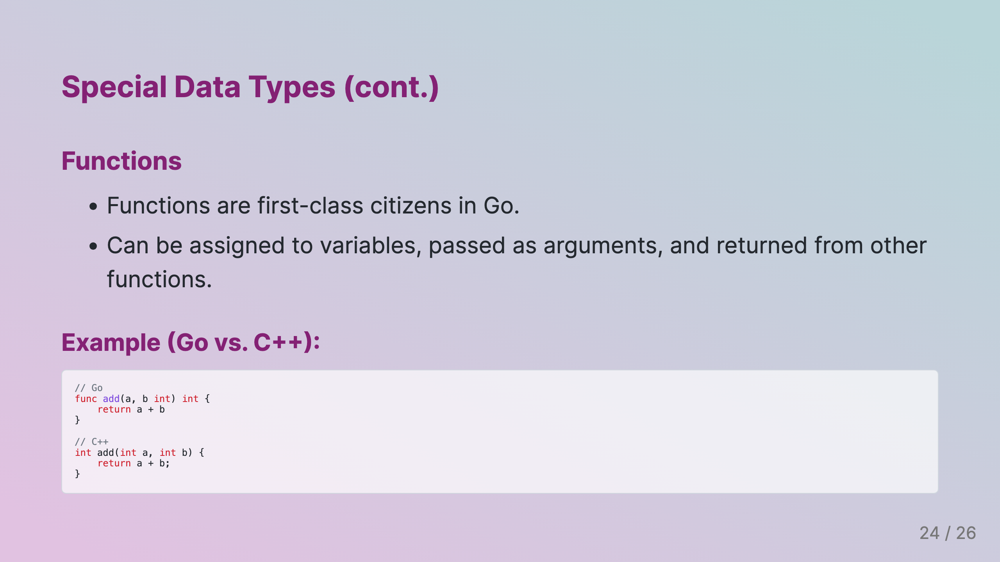 Special Data Types (cont.)
Functions
• Functions are first-class citizens in Go.
• Can be assigned to variables, passed as arguments, and returned from other
functions.
Example (Go vs. C++):
// Go
func add(a, b int) int {
    return a + b
}

// C++
int add(int a, int b) {
    return a + b;
}
24 / 26